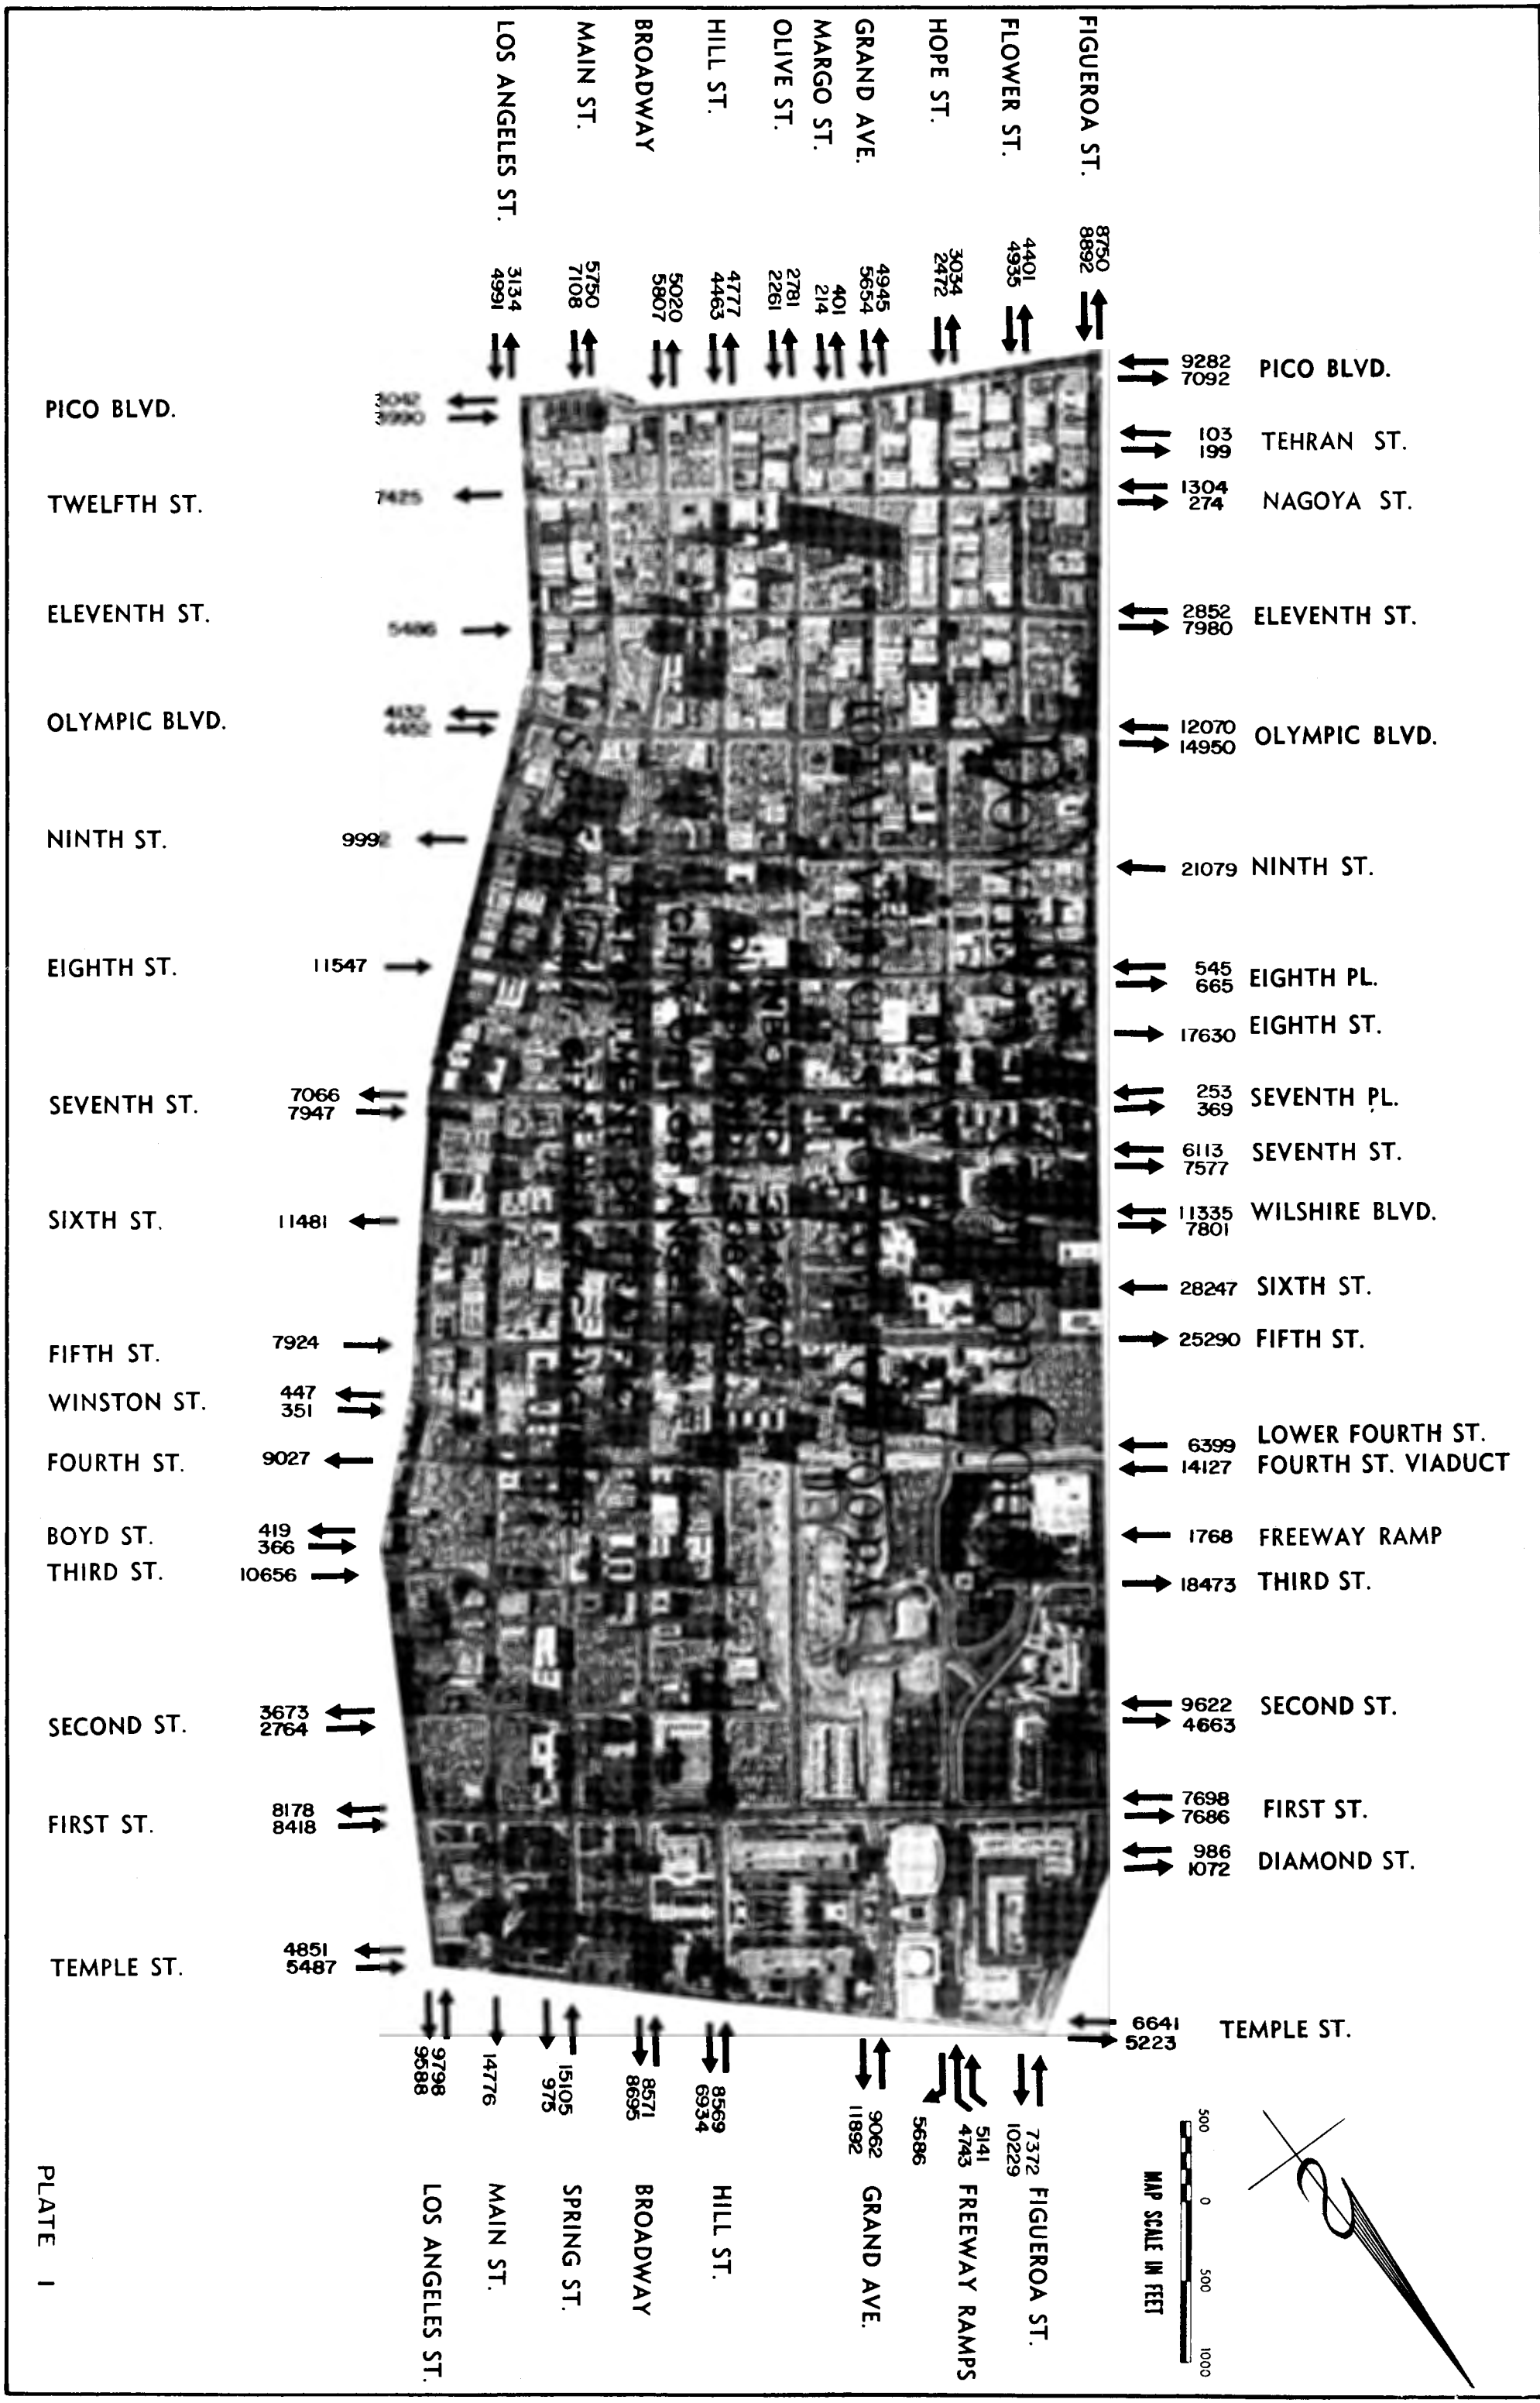 LOS ANGELES ST.
MAIN ST.
BROADWAY
HILL ST.
OLIVE ST.
MARGO ST.
GRAND AVE.
HOPE ST.
FLOWER ST.
FIGUEROA ST.
3134
4991
5750
7108
5020
5807
4777
4463
2781
2261
401
214
4945
5654
3034
2472
4401
4935
8750
8892
PICO BLVD.
3042
3990
TWELFTH ST.
7425
ELEVENTH ST.
5486
OLYMPIC BLVD.
4132
4452
NINTH ST.
9992
EIGHTH ST.
11547
SEVENTH ST.
7066
7947
SIXTH ST.
11481
FIFTH ST.
7924
WINSTON ST.
447
351
FOURTH ST.
9027
BOYD ST.
419
366
THIRD ST.
10656
SECOND ST.
3673
2764
FIRST ST.
8178
8418
TEMPLE ST.
4851
5487
9282
7092
PICO BLVD.
103
199
TEHRAN ST.
1304
274
NAGOYA ST.
2852
7980
ELEVENTH ST.
12070
14950
OLYMPIC BLVD.
21079 NINTH ST.
545
665
EIGHTH PL.
17630 EIGHTH ST.
253
369
SEVENTH PL.
6113
7577
SEVENTH ST.
11335
7801
WILSHIRE BLVD.
28247 SIXTH ST.
25290 FIFTH ST.
6399 LOWER FOURTH ST.
14127 FOURTH ST. VIADUCT
1768 FREEWAY RAMP
18473 THIRD ST.
9622
4663
SECOND ST.
7698
7686
FIRST ST.
986
1072
DIAMOND ST.
6641
5223
TEMPLE ST.
9798
9588
LOS ANGELES ST.
14776
MAIN ST.
15105
975
SPRING ST.
8571
8695
BROADWAY
8569
6934
HILL ST.
9062
11892
GRAND AVE.
5686
5141
4743
FREEWAY RAMPS
7372
10229
FIGUEROA ST.
500 0 500 1000
MAP SCALE IN FEET
PLATE 1